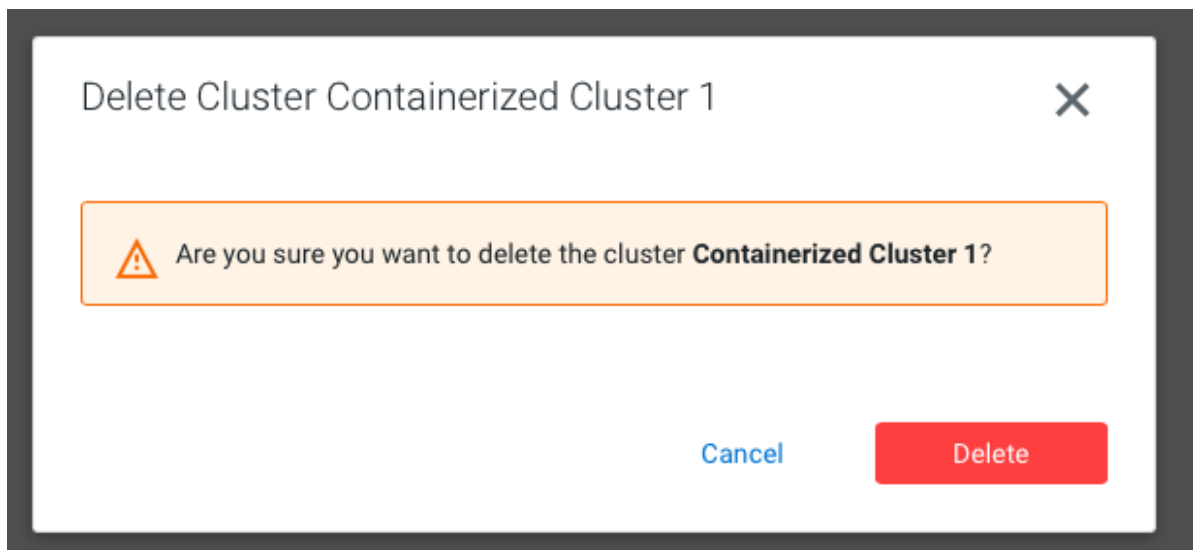 Delete Cluster Containerized Cluster 1
Are you sure you want to delete the cluster Containerized Cluster 1?
Cancel
Delete